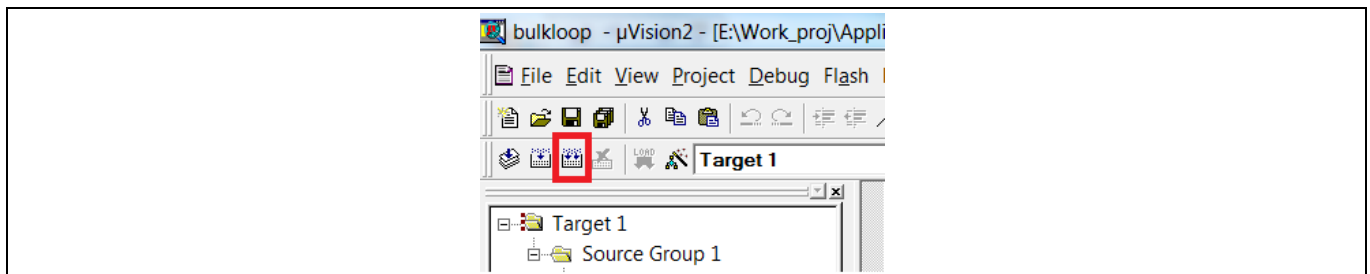 bulkloop - µVision2 - [E:\Work_proj\Appli
File Edit View Project Debug Flash
LOAD Target 1
Target 1
Source Group 1